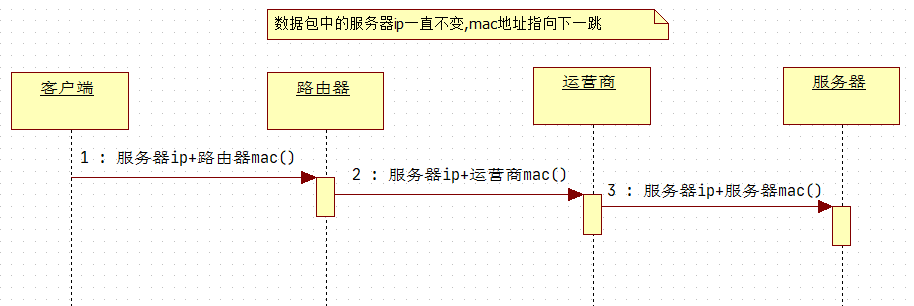 数据包中的服务器ip一直不变,mac地址指向下一跳
客户端
路由器
运营商
服务器
1 : 服务器ip+路由器mac()
2 : 服务器ip+运营商mac()
3 : 服务器ip+服务器mac()